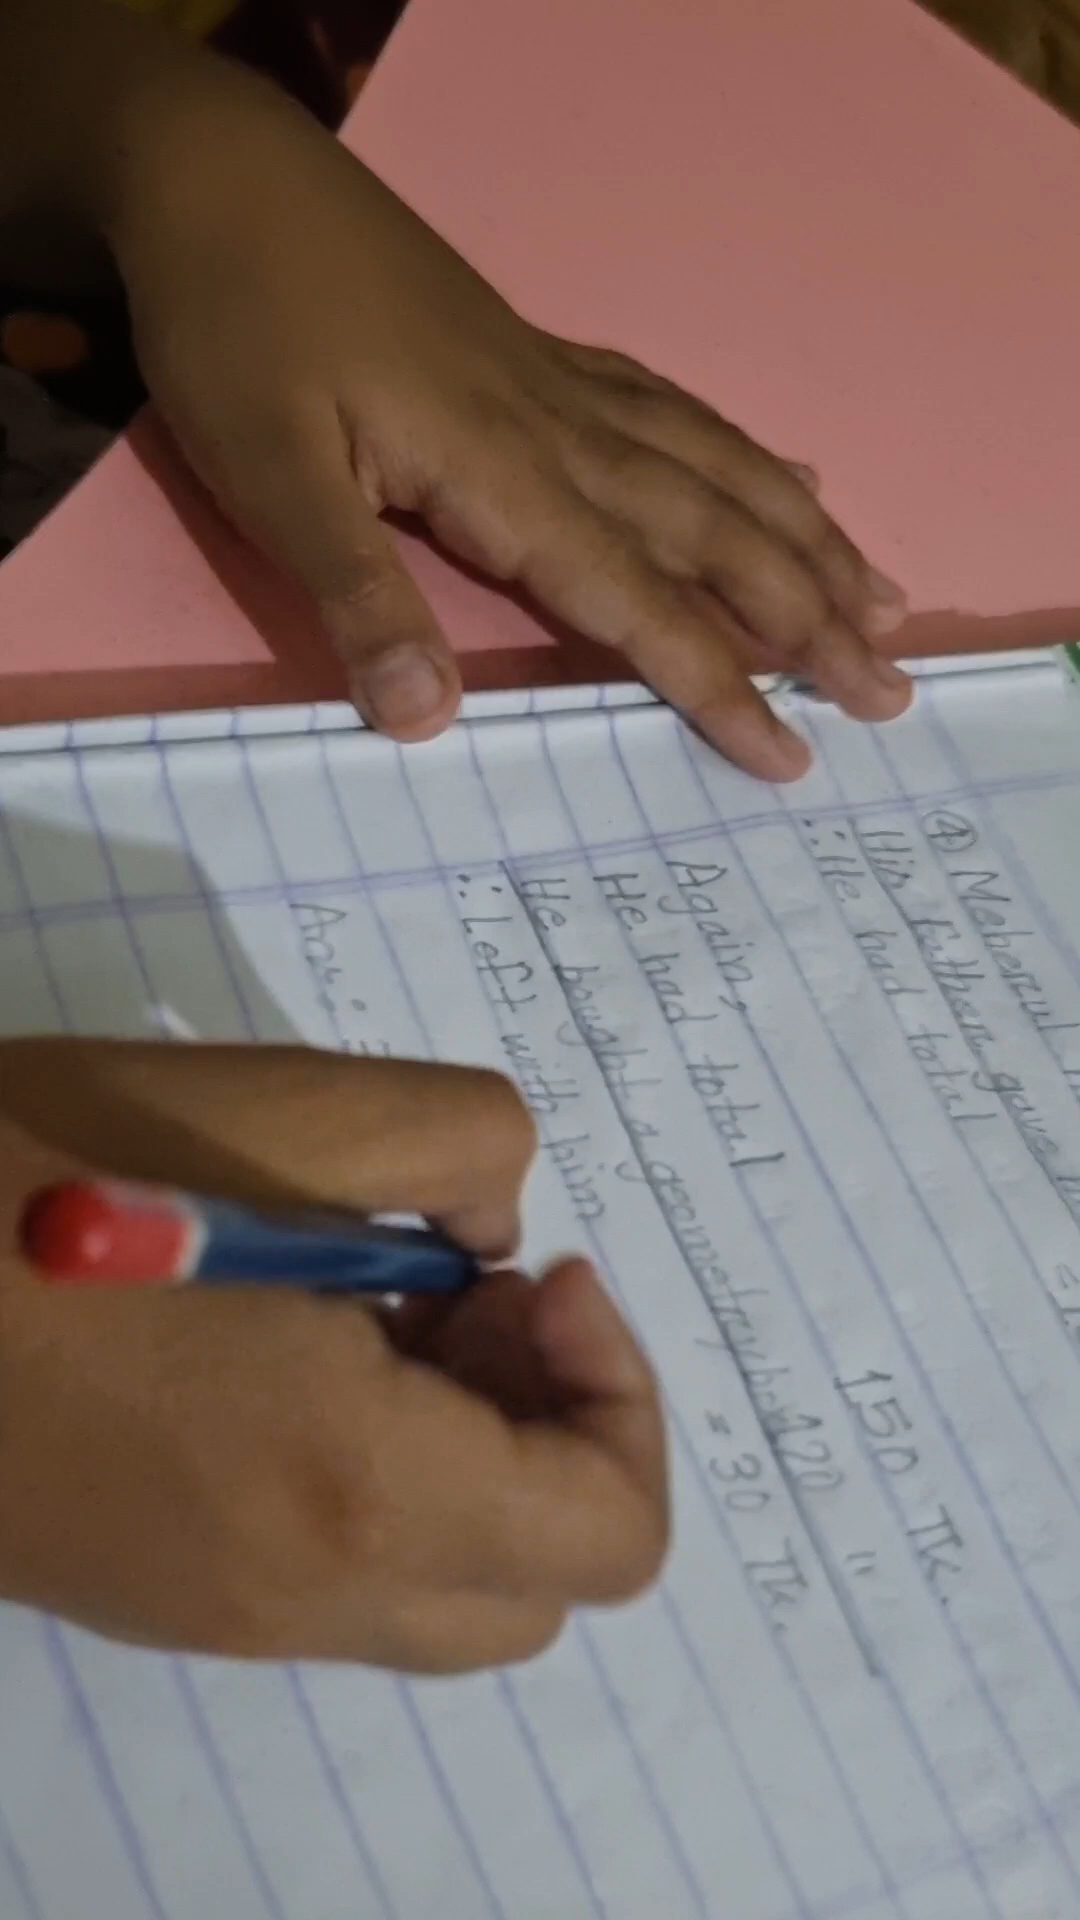 ④ Meheraul
His father gave
∴ He had total
Again,
He had total 150 TK.
He bought a geometry box 120 "
∴ Left with him = 30 TK.
Ans: